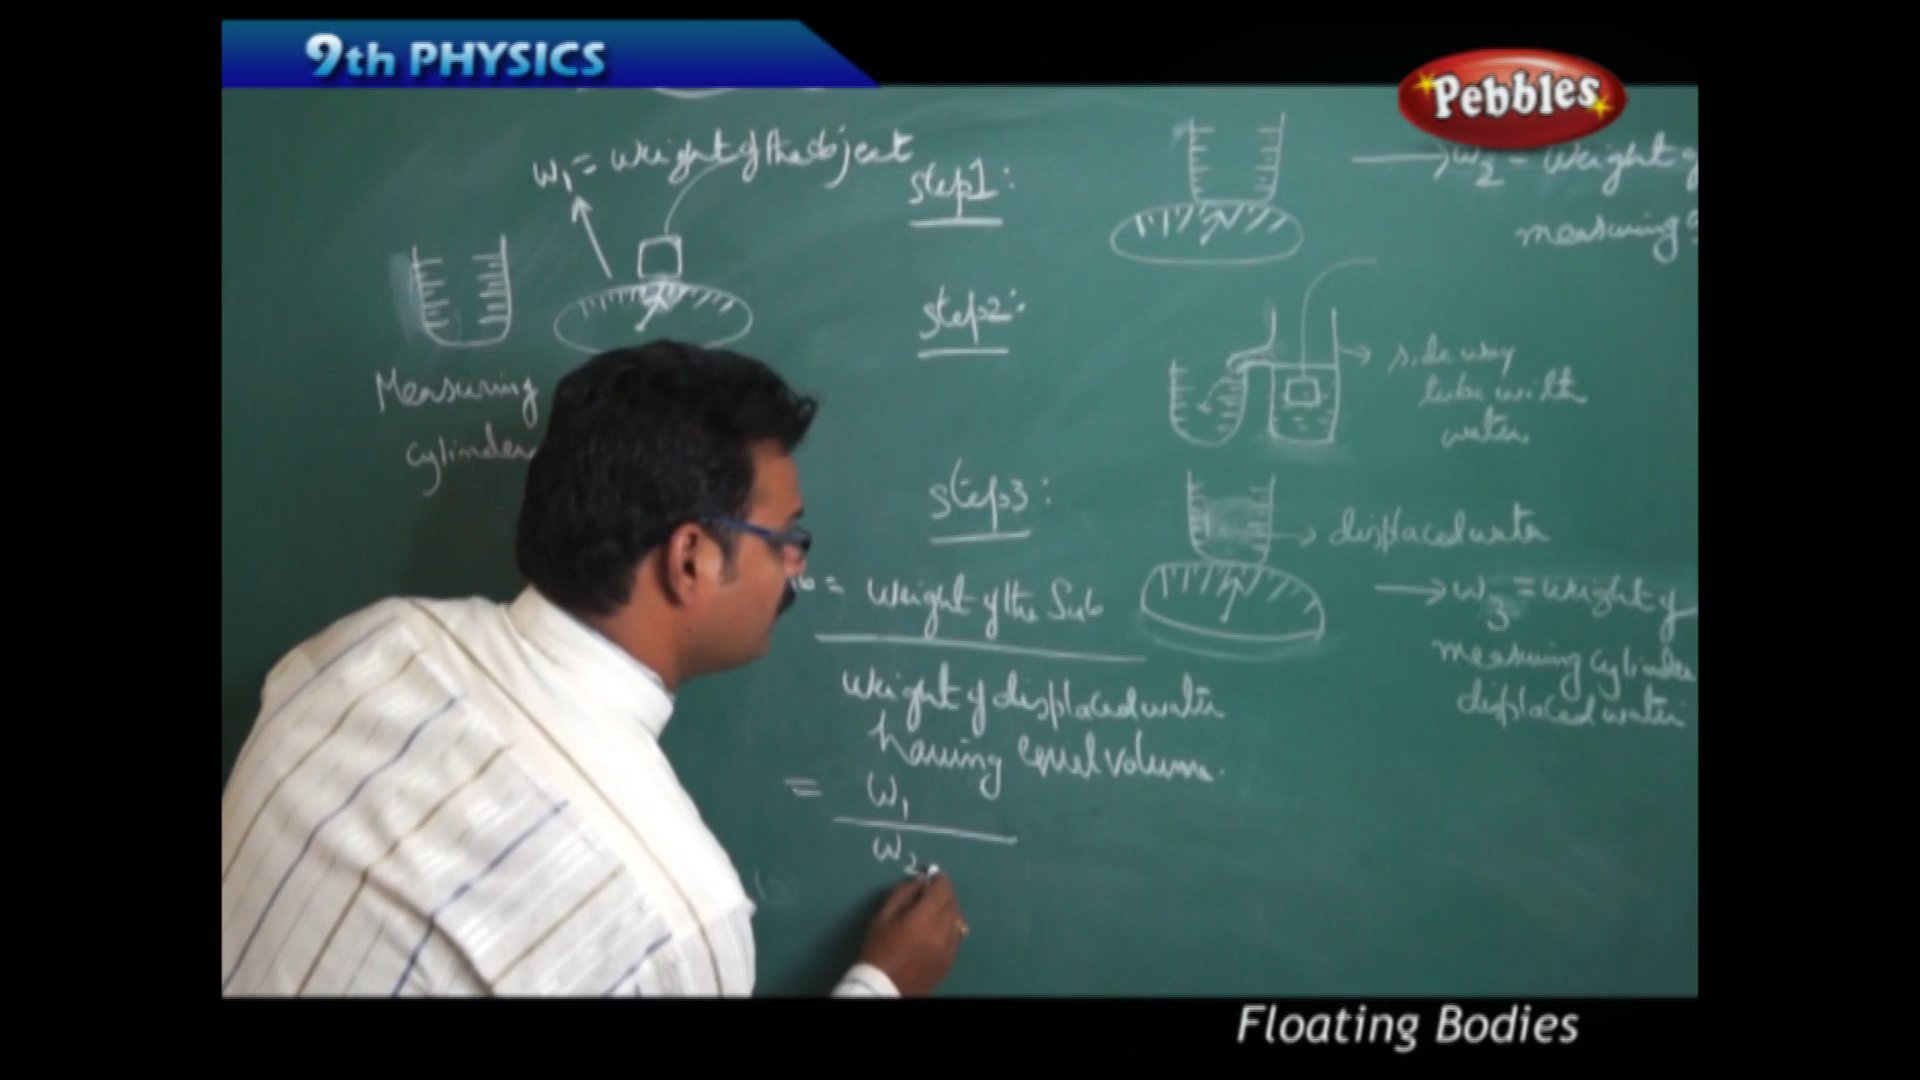 9th PHYSICS
Pebbles
W₁ = Weight of the object
Measuring
cylinder
step1:
→ W₂ = Weight of
measuring
step2:
side way
tube with
water
step3:
→ displaced water
→ W₃ = weight of
measuring cylinder
displaced water
= Weight of the Sub
Weight of displaced water
having equal volume.
= W₁
W₂
Floating Bodies